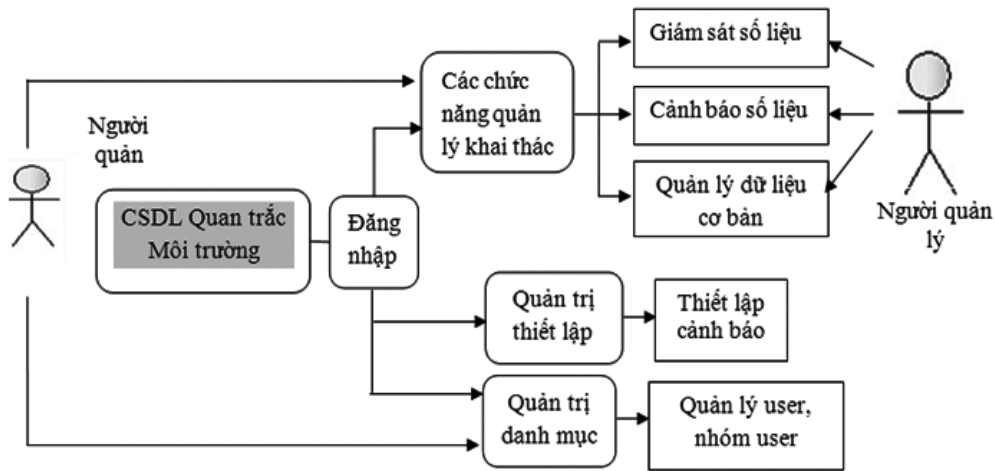 Giám sát số liệu
Các chức
năng quản
lý khai thác
Cảnh báo số liệu
Quản lý dữ liệu
cơ bản
Người quản
lý
Người
quản
CSDL Quan trắc
Môi trường
Đăng
nhập
Quản trị
thiết lập
Thiết lập
cảnh báo
Quản trị
danh mục
Quản lý user,
nhóm user